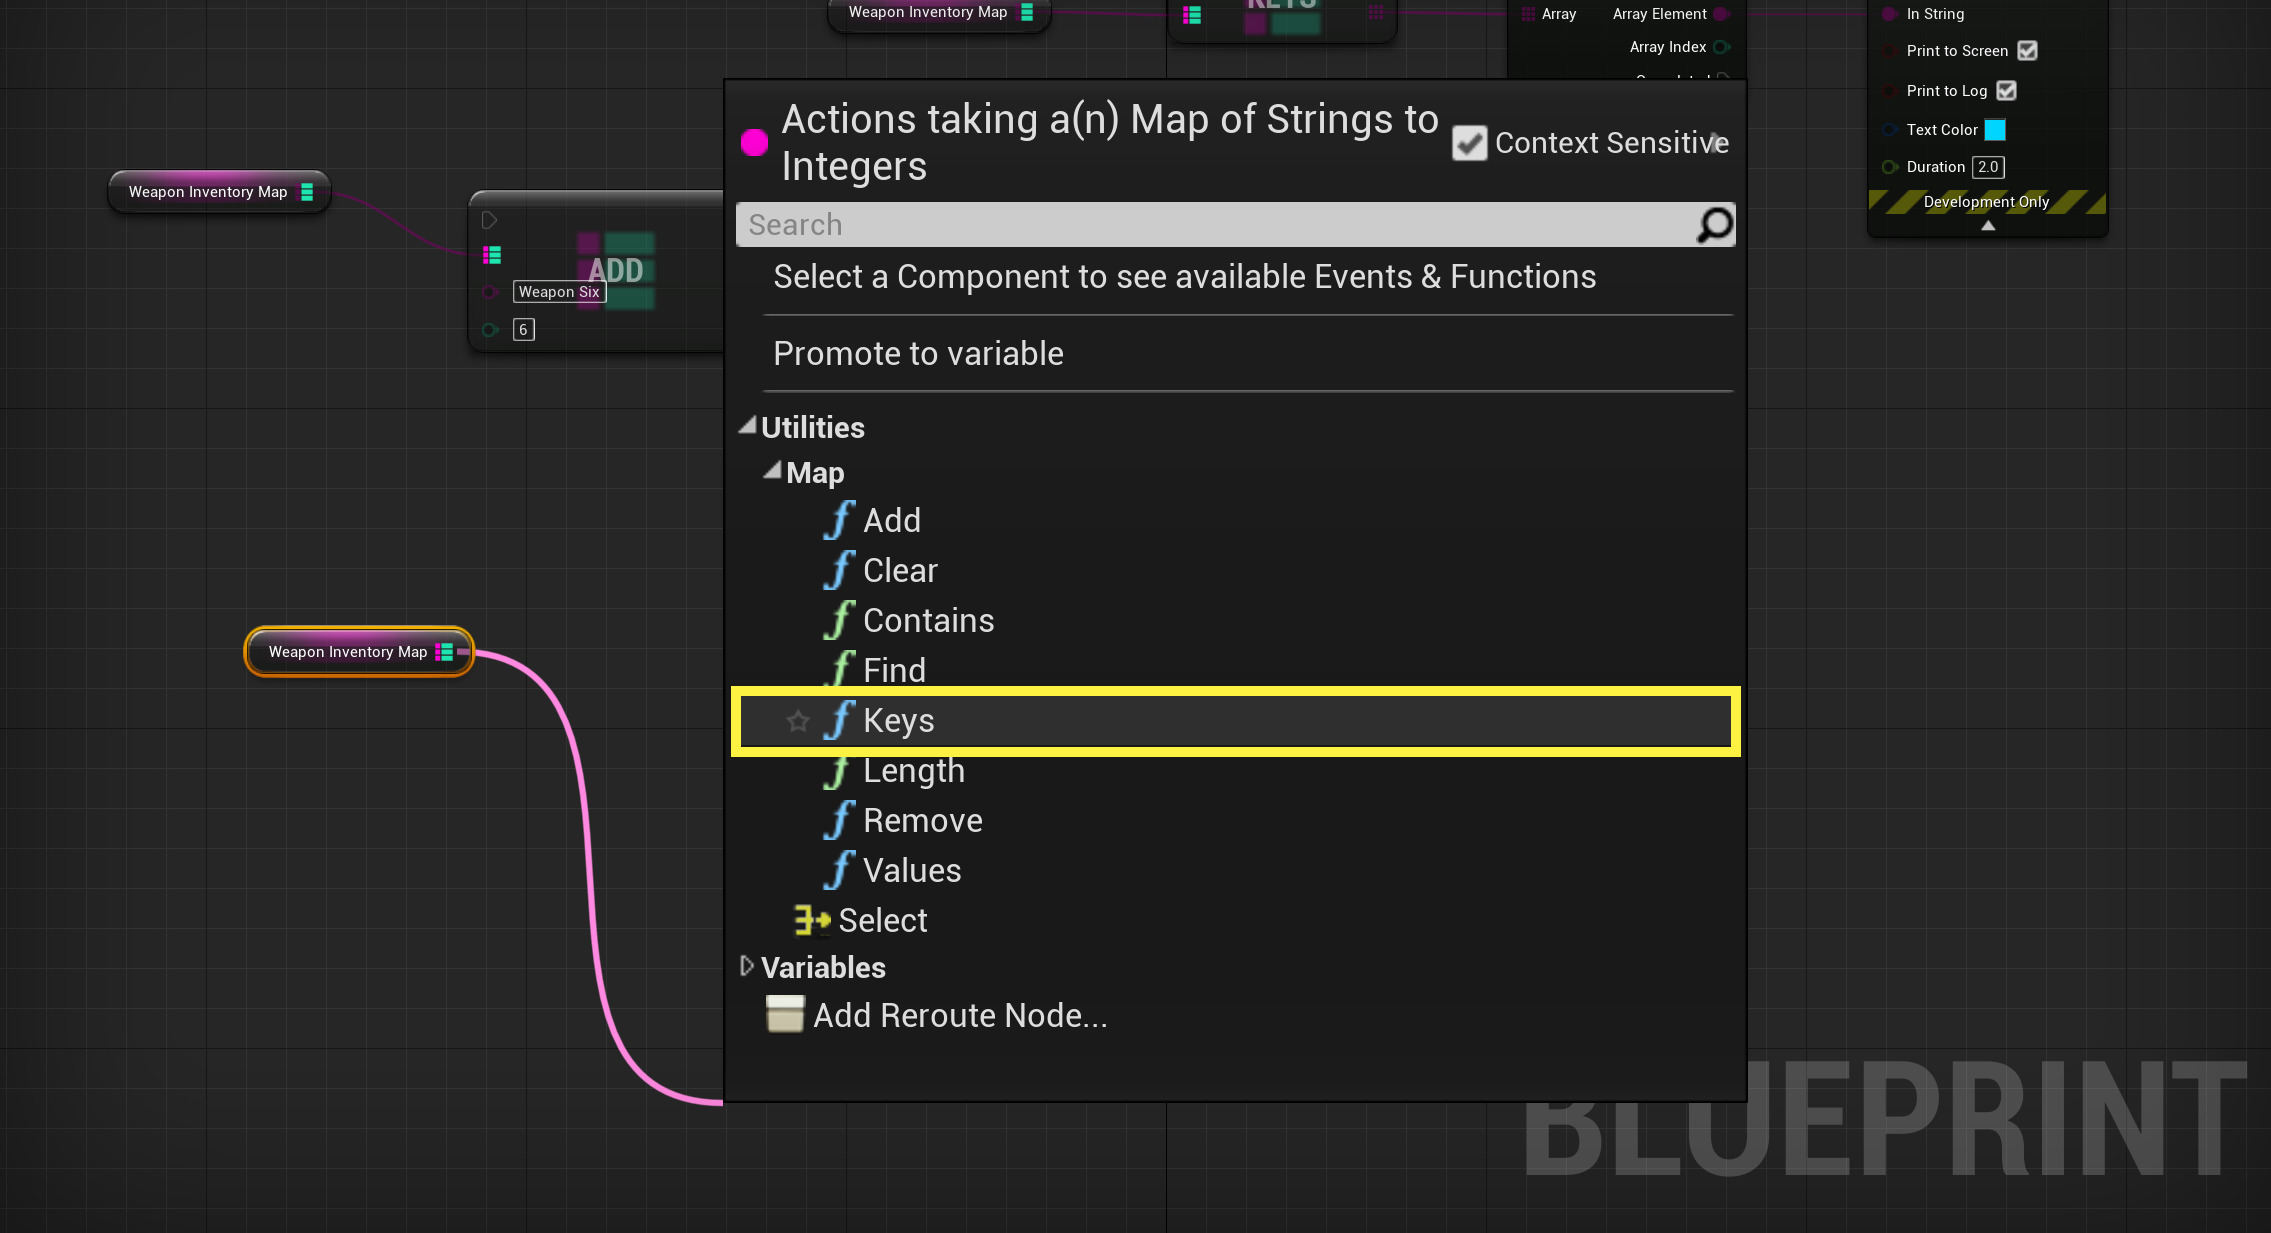 Weapon Inventory Map
KEYS
Array
Array Element
In String
Array Index
Print to Screen
Completed
Print to Log
Text Color
Duration 2.0
Development Only
Weapon Inventory Map
ADD
Weapon Six
6
Actions taking a(n) Map of Strings to
Integers
Context Sensitive
Search
Select a Component to see available Events & Functions
Promote to variable
Utilities
Map
Add
Clear
Contains
Find
Weapon Inventory Map
Keys
Length
Remove
Values
Select
Variables
Add Reroute Node...
BLUEPRINT